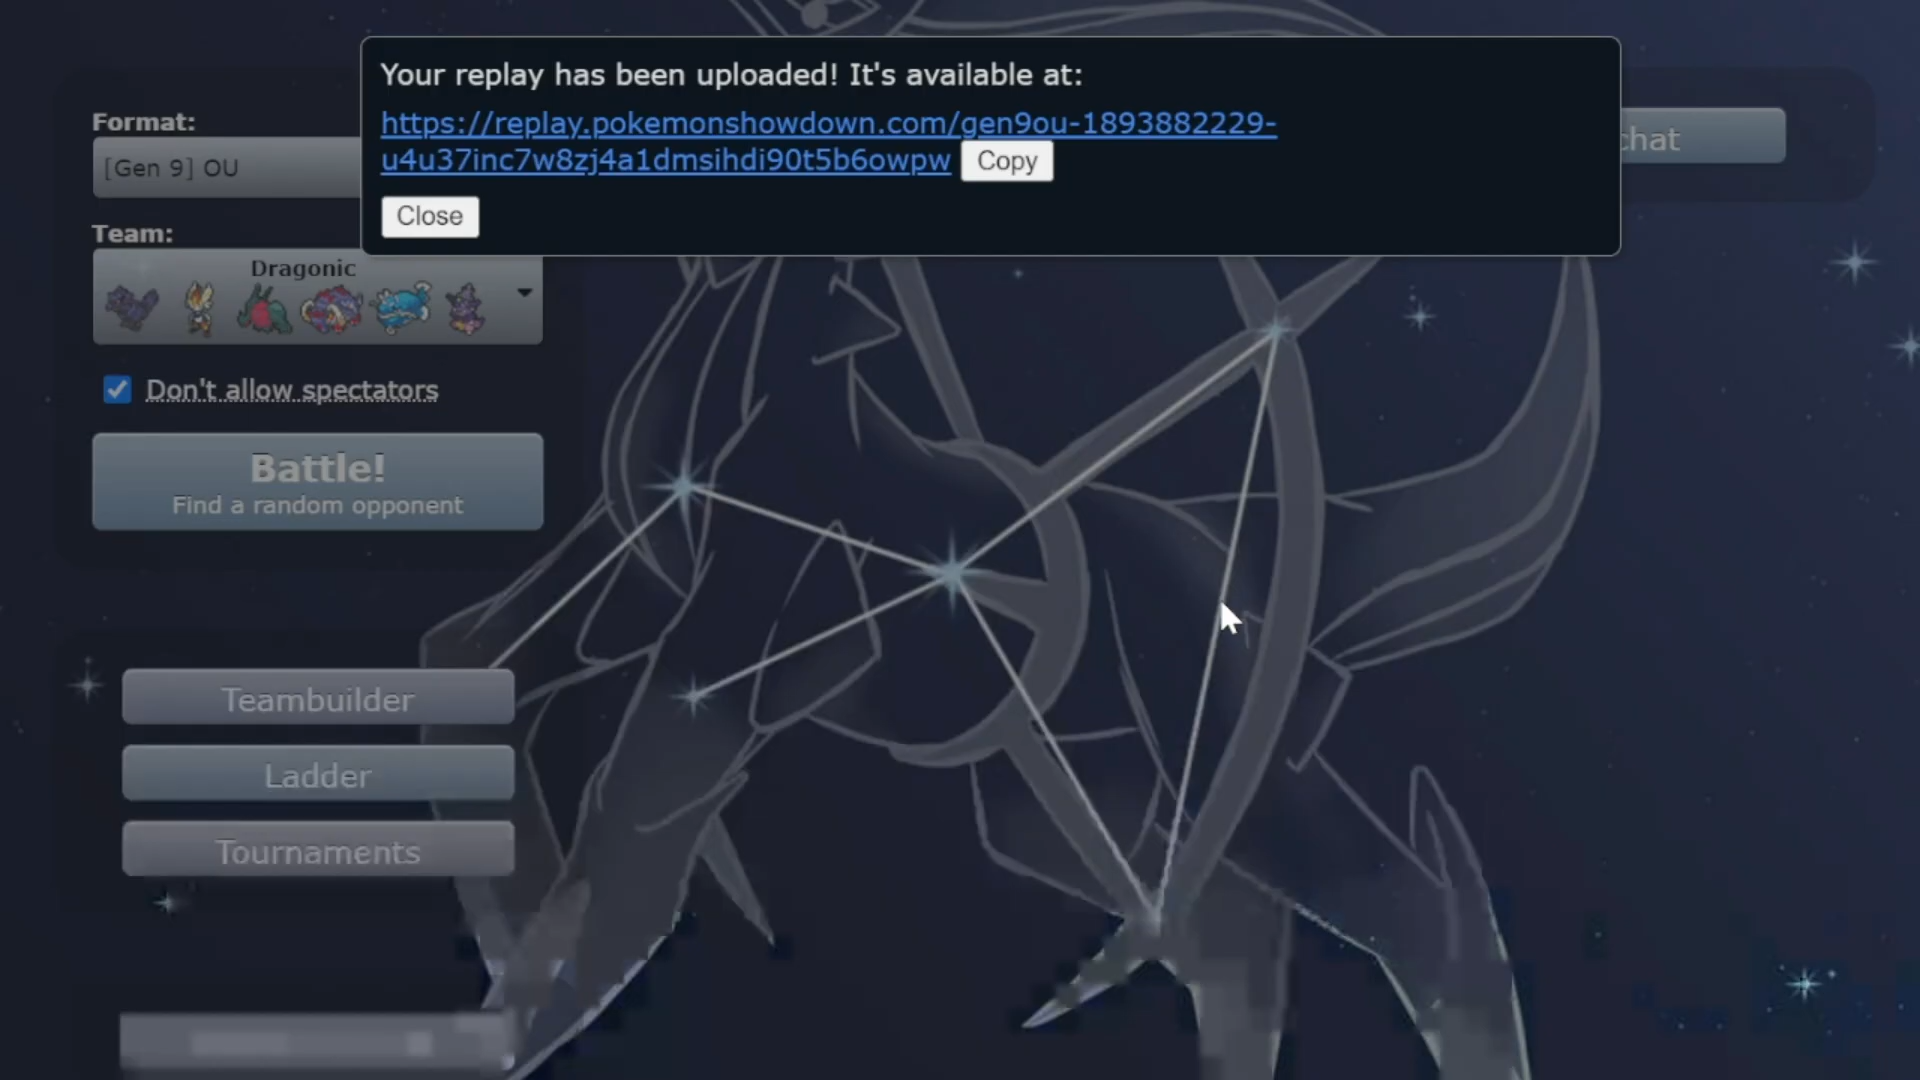 Your replay has been uploaded! It's available at:
https://replay.pokemonshowdown.com/gen9ou-1893882229-
u4u37inc7w8zj4a1dmsihdi90t5b6owpw Copy
Close
Format:
[Gen 9] OU
Team:
Dragonic
Don't allow spectators
Battle!
Find a random opponent
Teambuilder
Ladder
Tournaments
chat